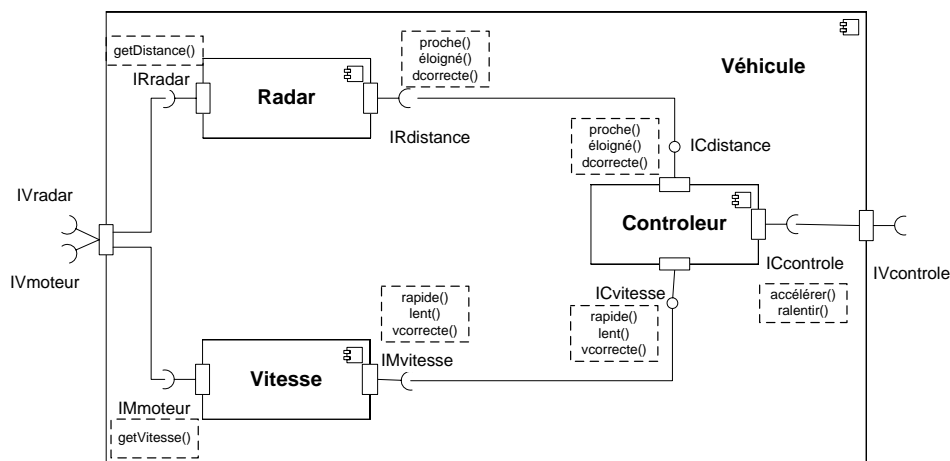 getDistance()
proche()
éloigné()
dcorrecte()
Véhicule
IRradar
Radar
IRdistance
proche()
éloigné()
dcorrecte()
ICdistance
IVradar
Controleur
IVmoteur
ICcontrole
IVcontrole
rapide()
lent()
vcorrecte()
ICvitesse
rapide()
lent()
vcorrecte()
accélérer()
ralentir()
IMvitesse
Vitesse
IMmoteur
getVitesse()